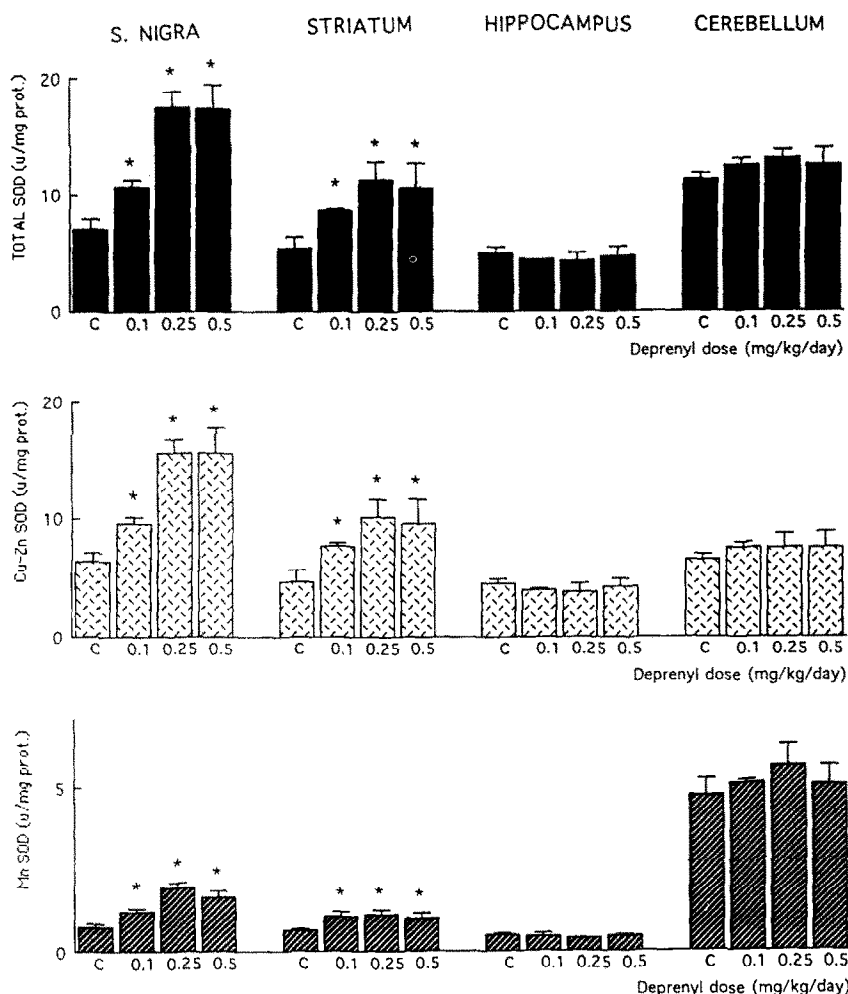 S. NIGRA STRIATUM HIPPOCAMPUS CEREBELLUM
TOTAL SOD (u/mg prot.)
20
10
0
* * *
* * *
C 0.1 0.25 0.5 C 0.1 0.25 0.5 C 0.1 0.25 0.5 C 0.1 0.25 0.5
Deprenyl dose (mg/kg/day)
Cu-Zn SOD (u/mg prot.)
20
10
0
* * *
* * *
C 0.1 0.25 0.5 C 0.1 0.25 0.5 C 0.1 0.25 0.5 C 0.1 0.25 0.5
Deprenyl dose (mg/kg/day)
Mn SOD (u/mg prot.)
5
0
* * *
* * *
C 0.1 0.25 0.5 C 0.1 0.25 0.5 C 0.1 0.25 0.5 C 0.1 0.25 0.5
Deprenyl dose (mg/kg/day)